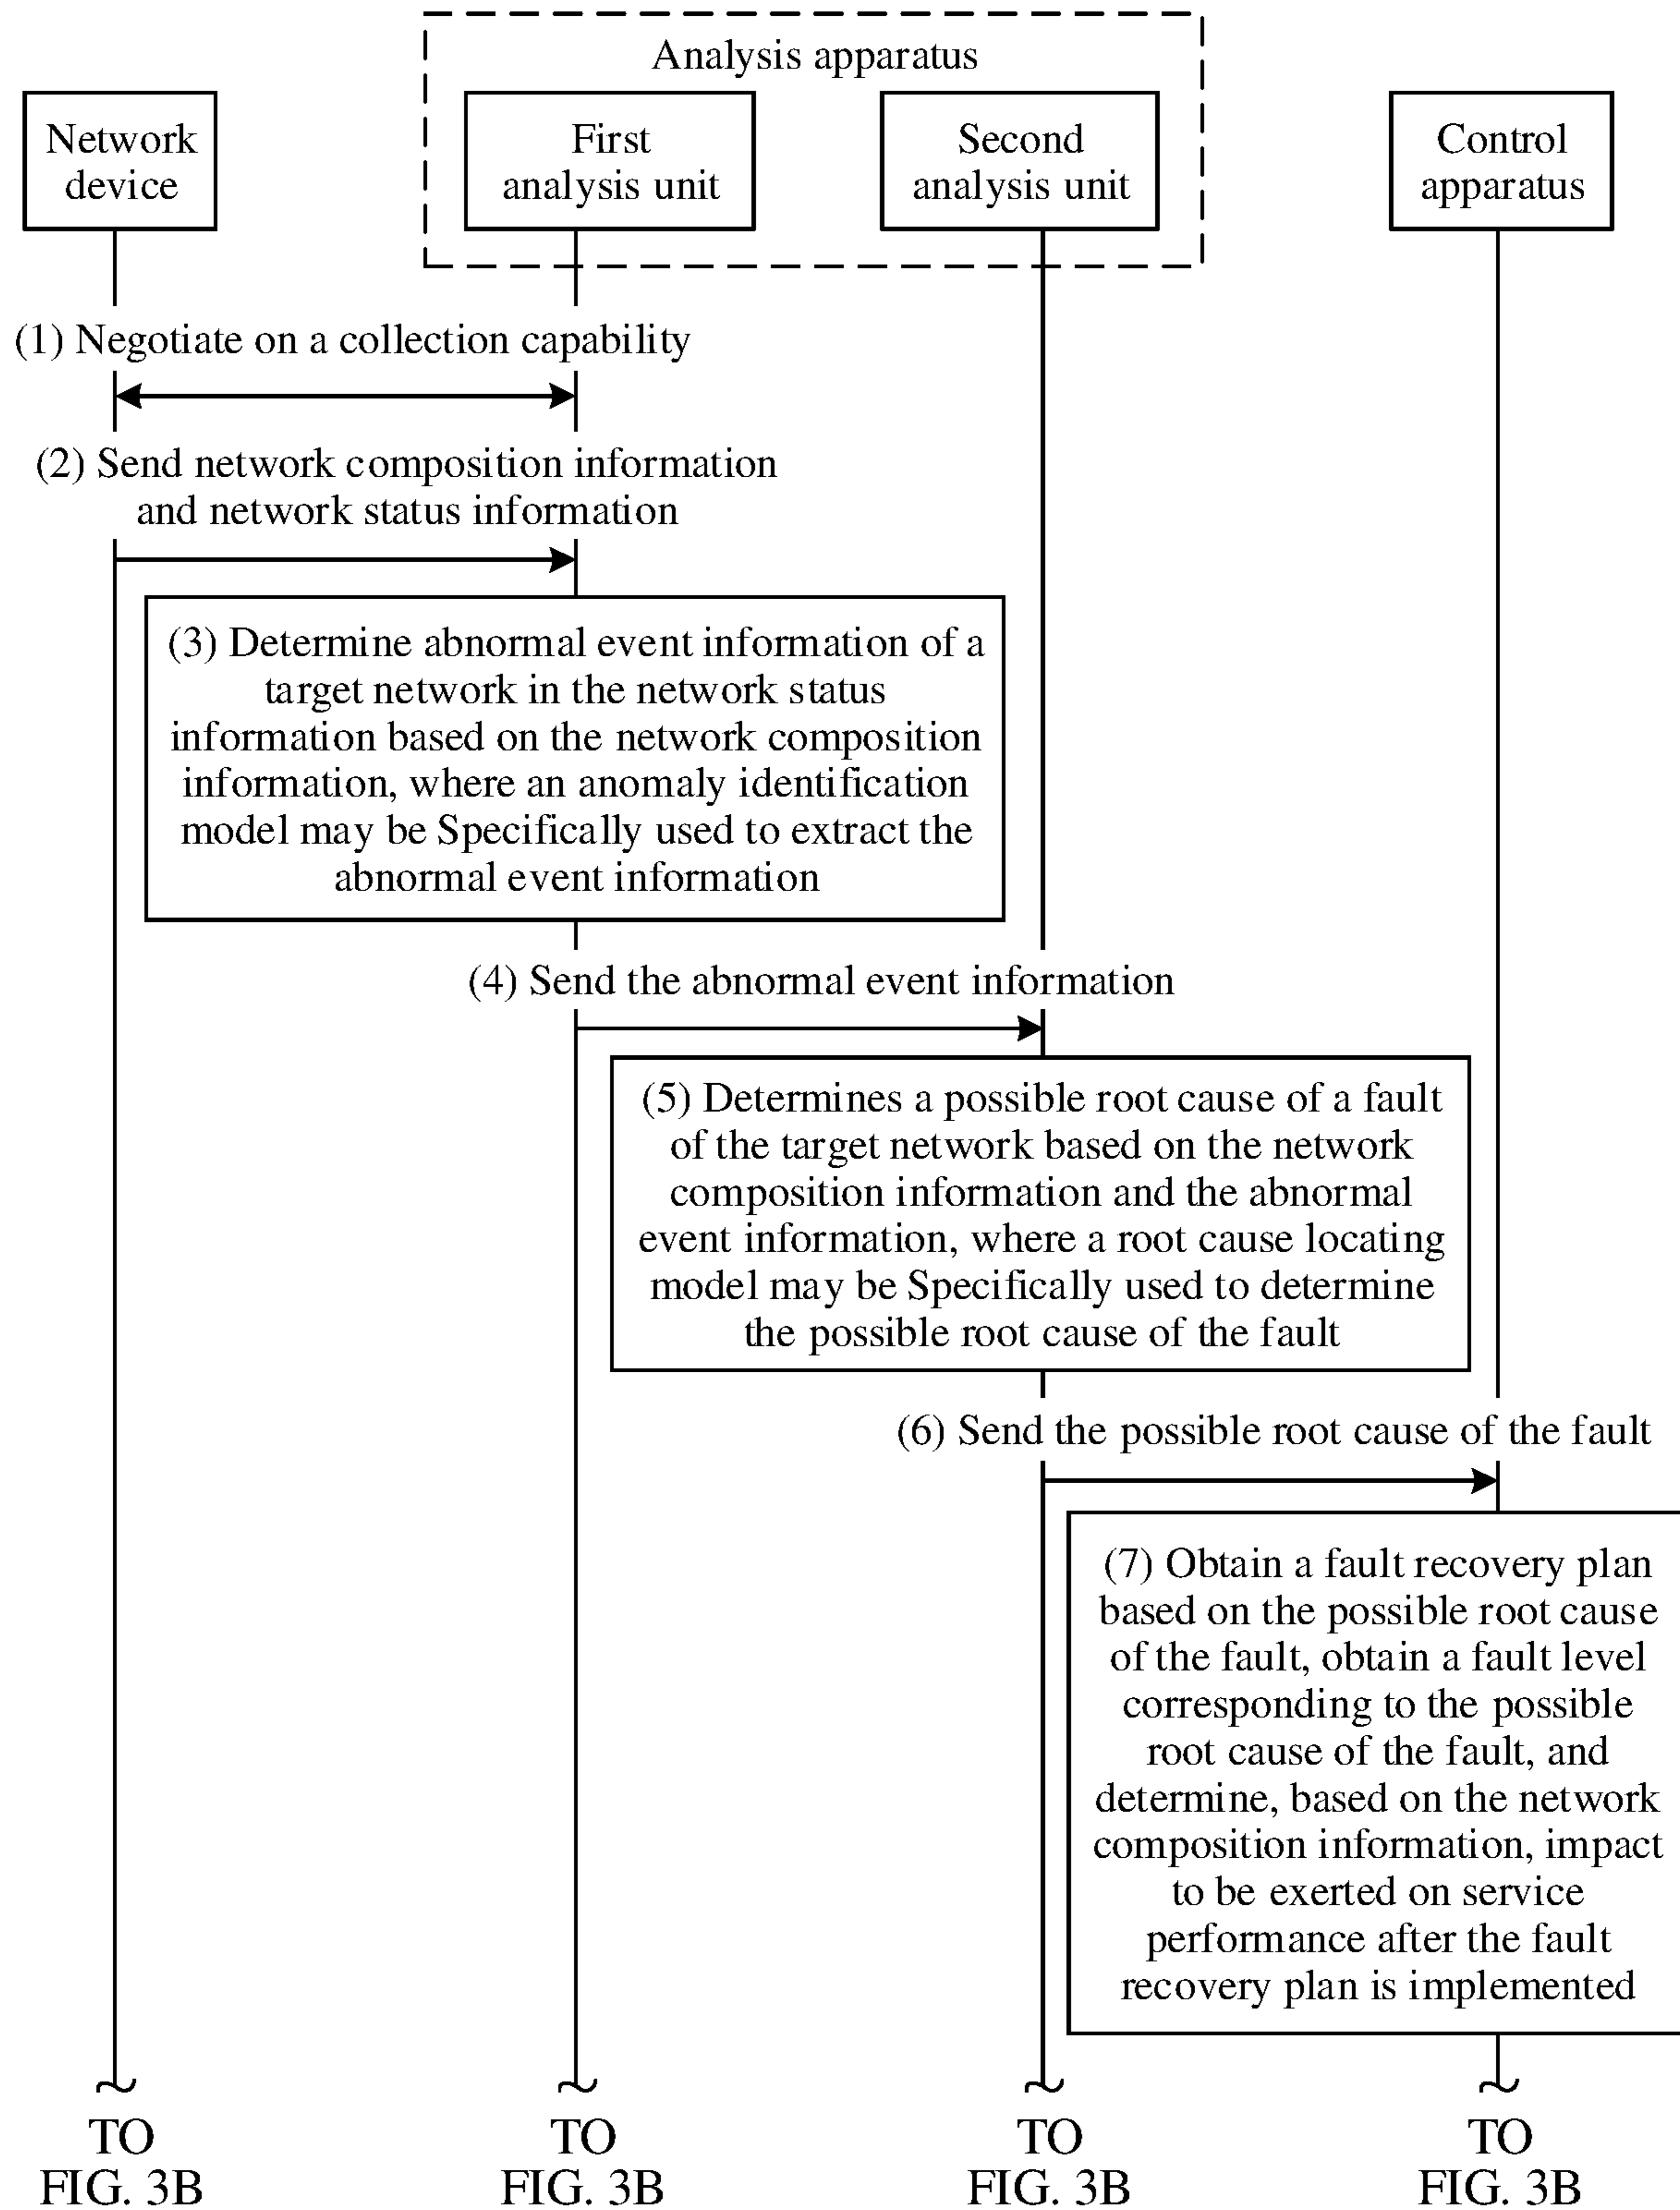 Analysis apparatus
Network
device
First
analysis unit
Second
analysis unit
Control
apparatus
(1) Negotiate on a collection capability
(2) Send network composition information
and network status information
(3) Determine abnormal event information of a
target network in the network status
information based on the network composition
information, where an anomaly identification
model may be Specifically used to extract the
abnormal event information
(4) Send the abnormal event information
(5) Determines a possible root cause of a fault
of the target network based on the network
composition information and the abnormal
event information, where a root cause locating
model may be Specifically used to determine
the possible root cause of the fault
(6) Send the possible root cause of the fault
(7) Obtain a fault recovery plan
based on the possible root cause
of the fault, obtain a fault level
corresponding to the possible
root cause of the fault, and
determine, based on the network
composition information, impact
to be exerted on service
performance after the fault
recovery plan is implemented
TO
FIG. 3B
TO
FIG. 3B
TO
FIG. 3B
TO
FIG. 3B